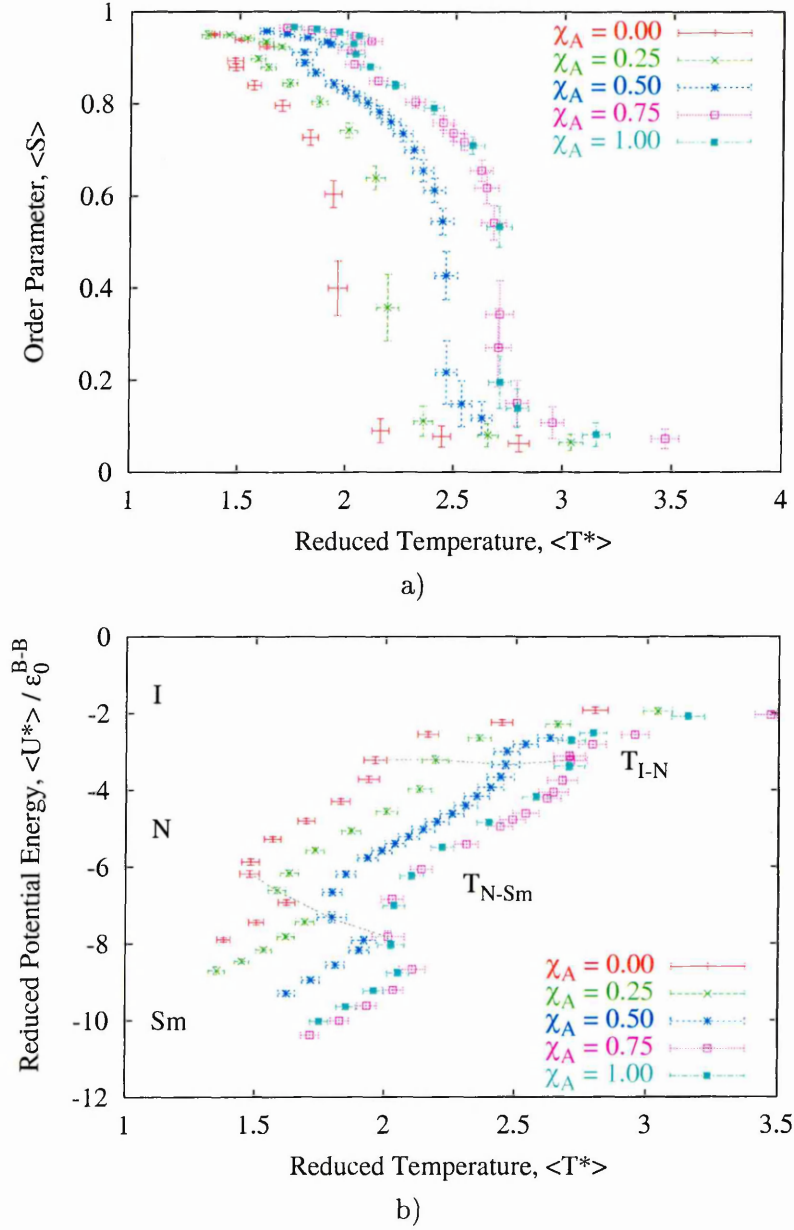 1
0.8
0.6
0.4
0.2
0
Order Parameter, <S>
χA = 0.00
χA = 0.25
χA = 0.50
χA = 0.75
χA = 1.00
1 1.5 2 2.5 3 3.5 4
Reduced Temperature, <T*>
a)
0
-2
-4
-6
-8
-10
-12
Reduced Potential Energy, <U*> / ε0^B-B
I
N
Sm
TI-N
TN-Sm
χA = 0.00
χA = 0.25
χA = 0.50
χA = 0.75
χA = 1.00
1 1.5 2 2.5 3 3.5
Reduced Temperature, <T*>
b)